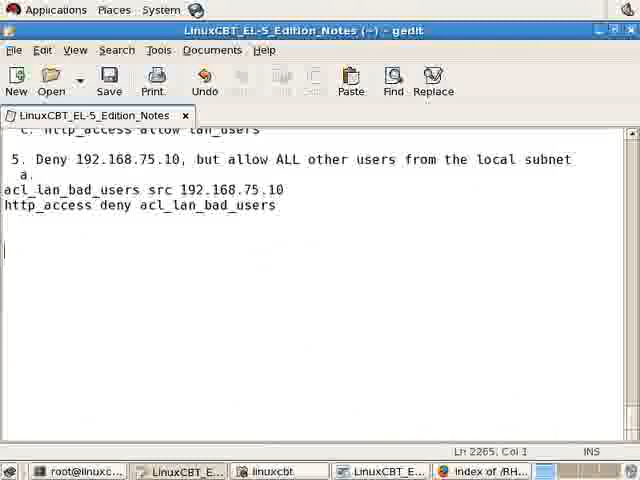 Applications Places System
LinuxCBT_EL-5_Edition_Notes (~) - gedit
File Edit View Search Tools Documents Help
New Open Save Print. Undo Paste Find Replace
LinuxCBT_EL-5_Edition_Notes
c. http_access allow lan_users
5. Deny 192.168.75.10, but allow ALL other users from the local subnet
a.
acl_lan_bad_users src 192.168.75.10
http_access deny acl_lan_bad_users
Ln 2265, Col 1 INS
root@linuxc... LinuxCBT_E... linuxcbt LinuxCBT_E... Index of /RH...